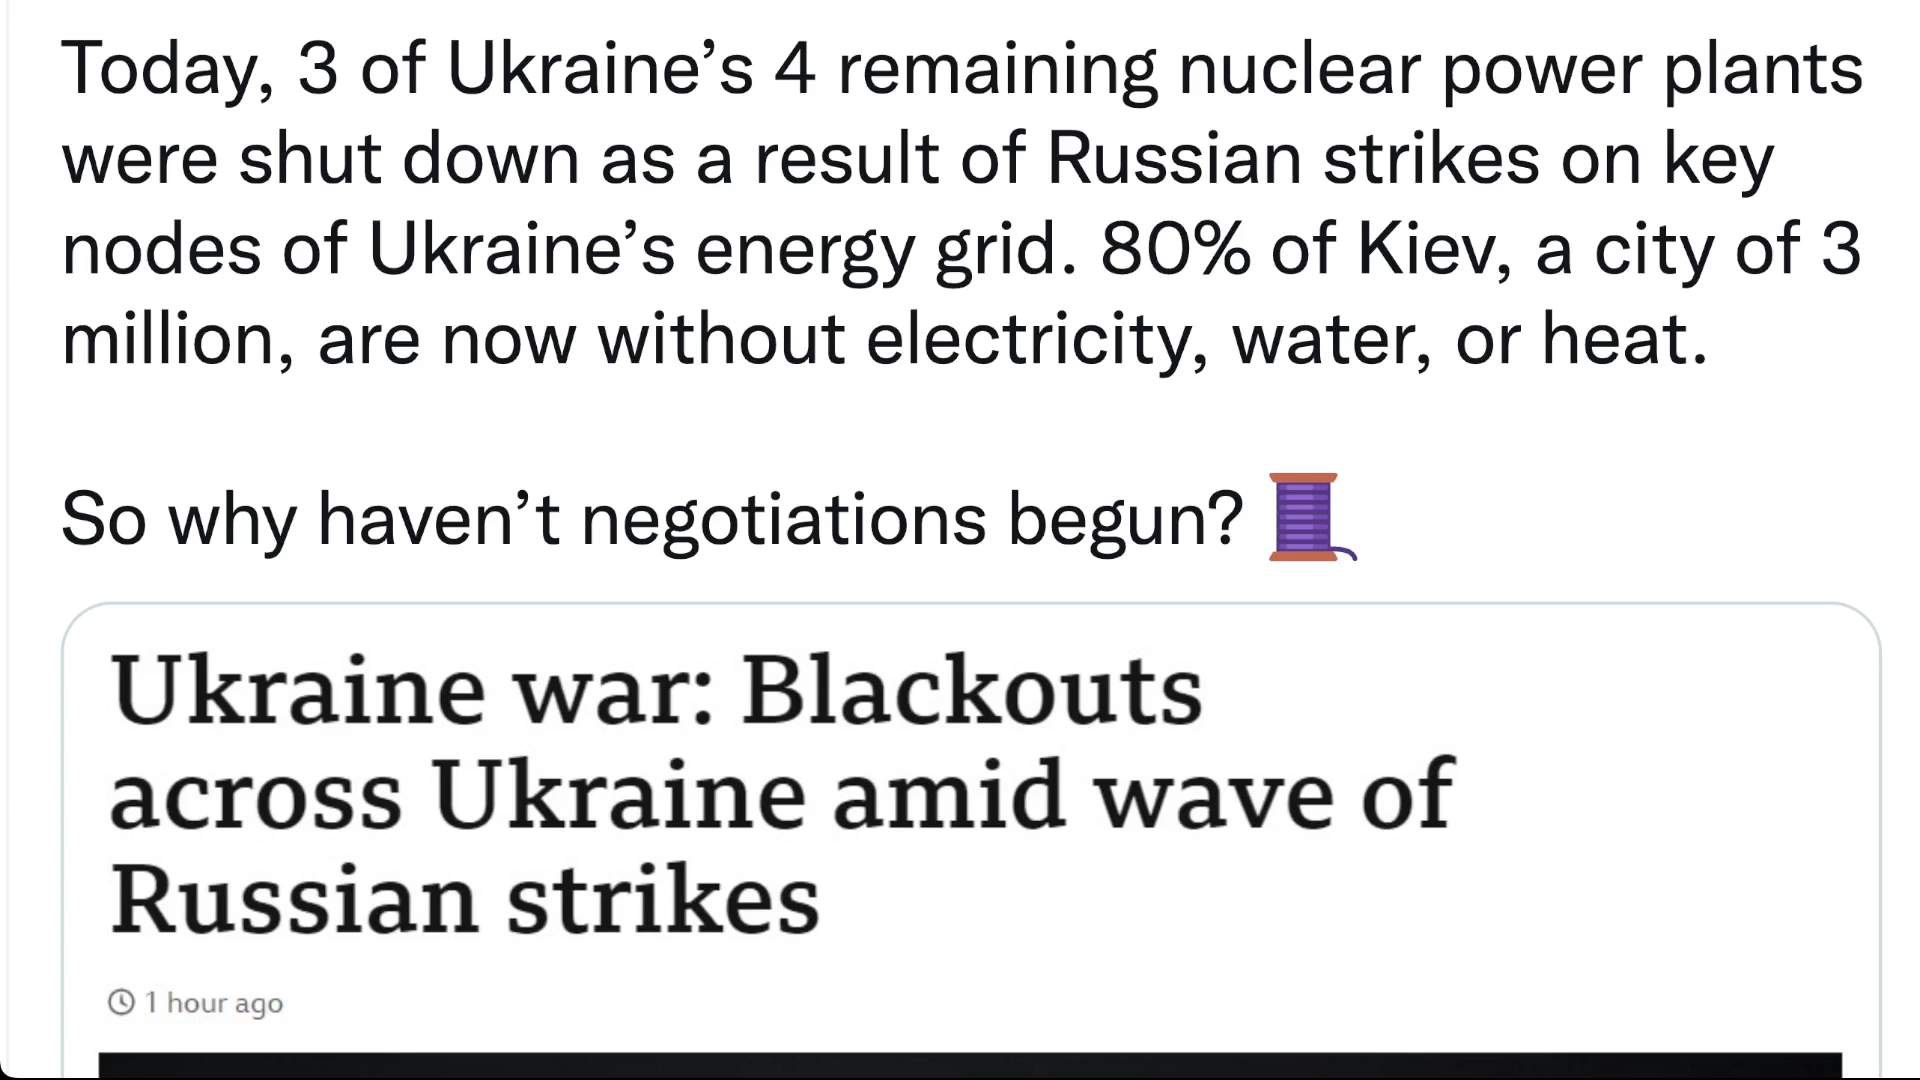 Today, 3 of Ukraine’s 4 remaining nuclear power plants
were shut down as a result of Russian strikes on key
nodes of Ukraine’s energy grid. 80% of Kiev, a city of 3
million, are now without electricity, water, or heat.
So why haven’t negotiations begun? 🧵
Ukraine war: Blackouts
across Ukraine amid wave of
Russian strikes
1 hour ago